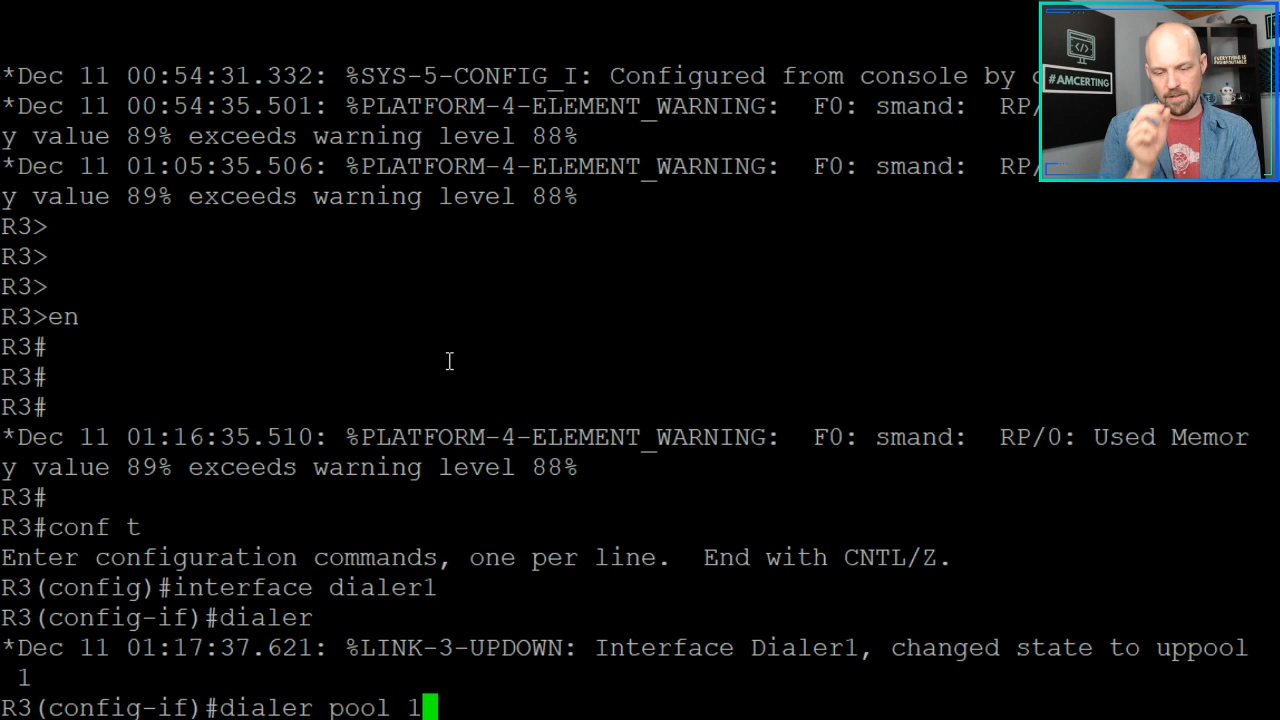 *Dec 11 00:54:31.332: %SYS-5-CONFIG_I: Configured from console by
*Dec 11 00:54:35.501: %PLATFORM-4-ELEMENT_WARNING:  F0: smand:  RP/
y value 89% exceeds warning level 88%
*Dec 11 01:05:35.506: %PLATFORM-4-ELEMENT_WARNING:  F0: smand:  RP/
y value 89% exceeds warning level 88%
R3>
R3>
R3>
R3>en
R3#
R3#
R3#
*Dec 11 01:16:35.510: %PLATFORM-4-ELEMENT_WARNING:  F0: smand:  RP/0: Used Memor
y value 89% exceeds warning level 88%
R3#
R3#conf t
Enter configuration commands, one per line.  End with CNTL/Z.
R3(config)#interface dialer1
R3(config-if)#dialer
*Dec 11 01:17:37.621: %LINK-3-UPDOWN: Interface Dialer1, changed state to uppool
1
R3(config-if)#dialer pool 1
</>
#AMCERTING